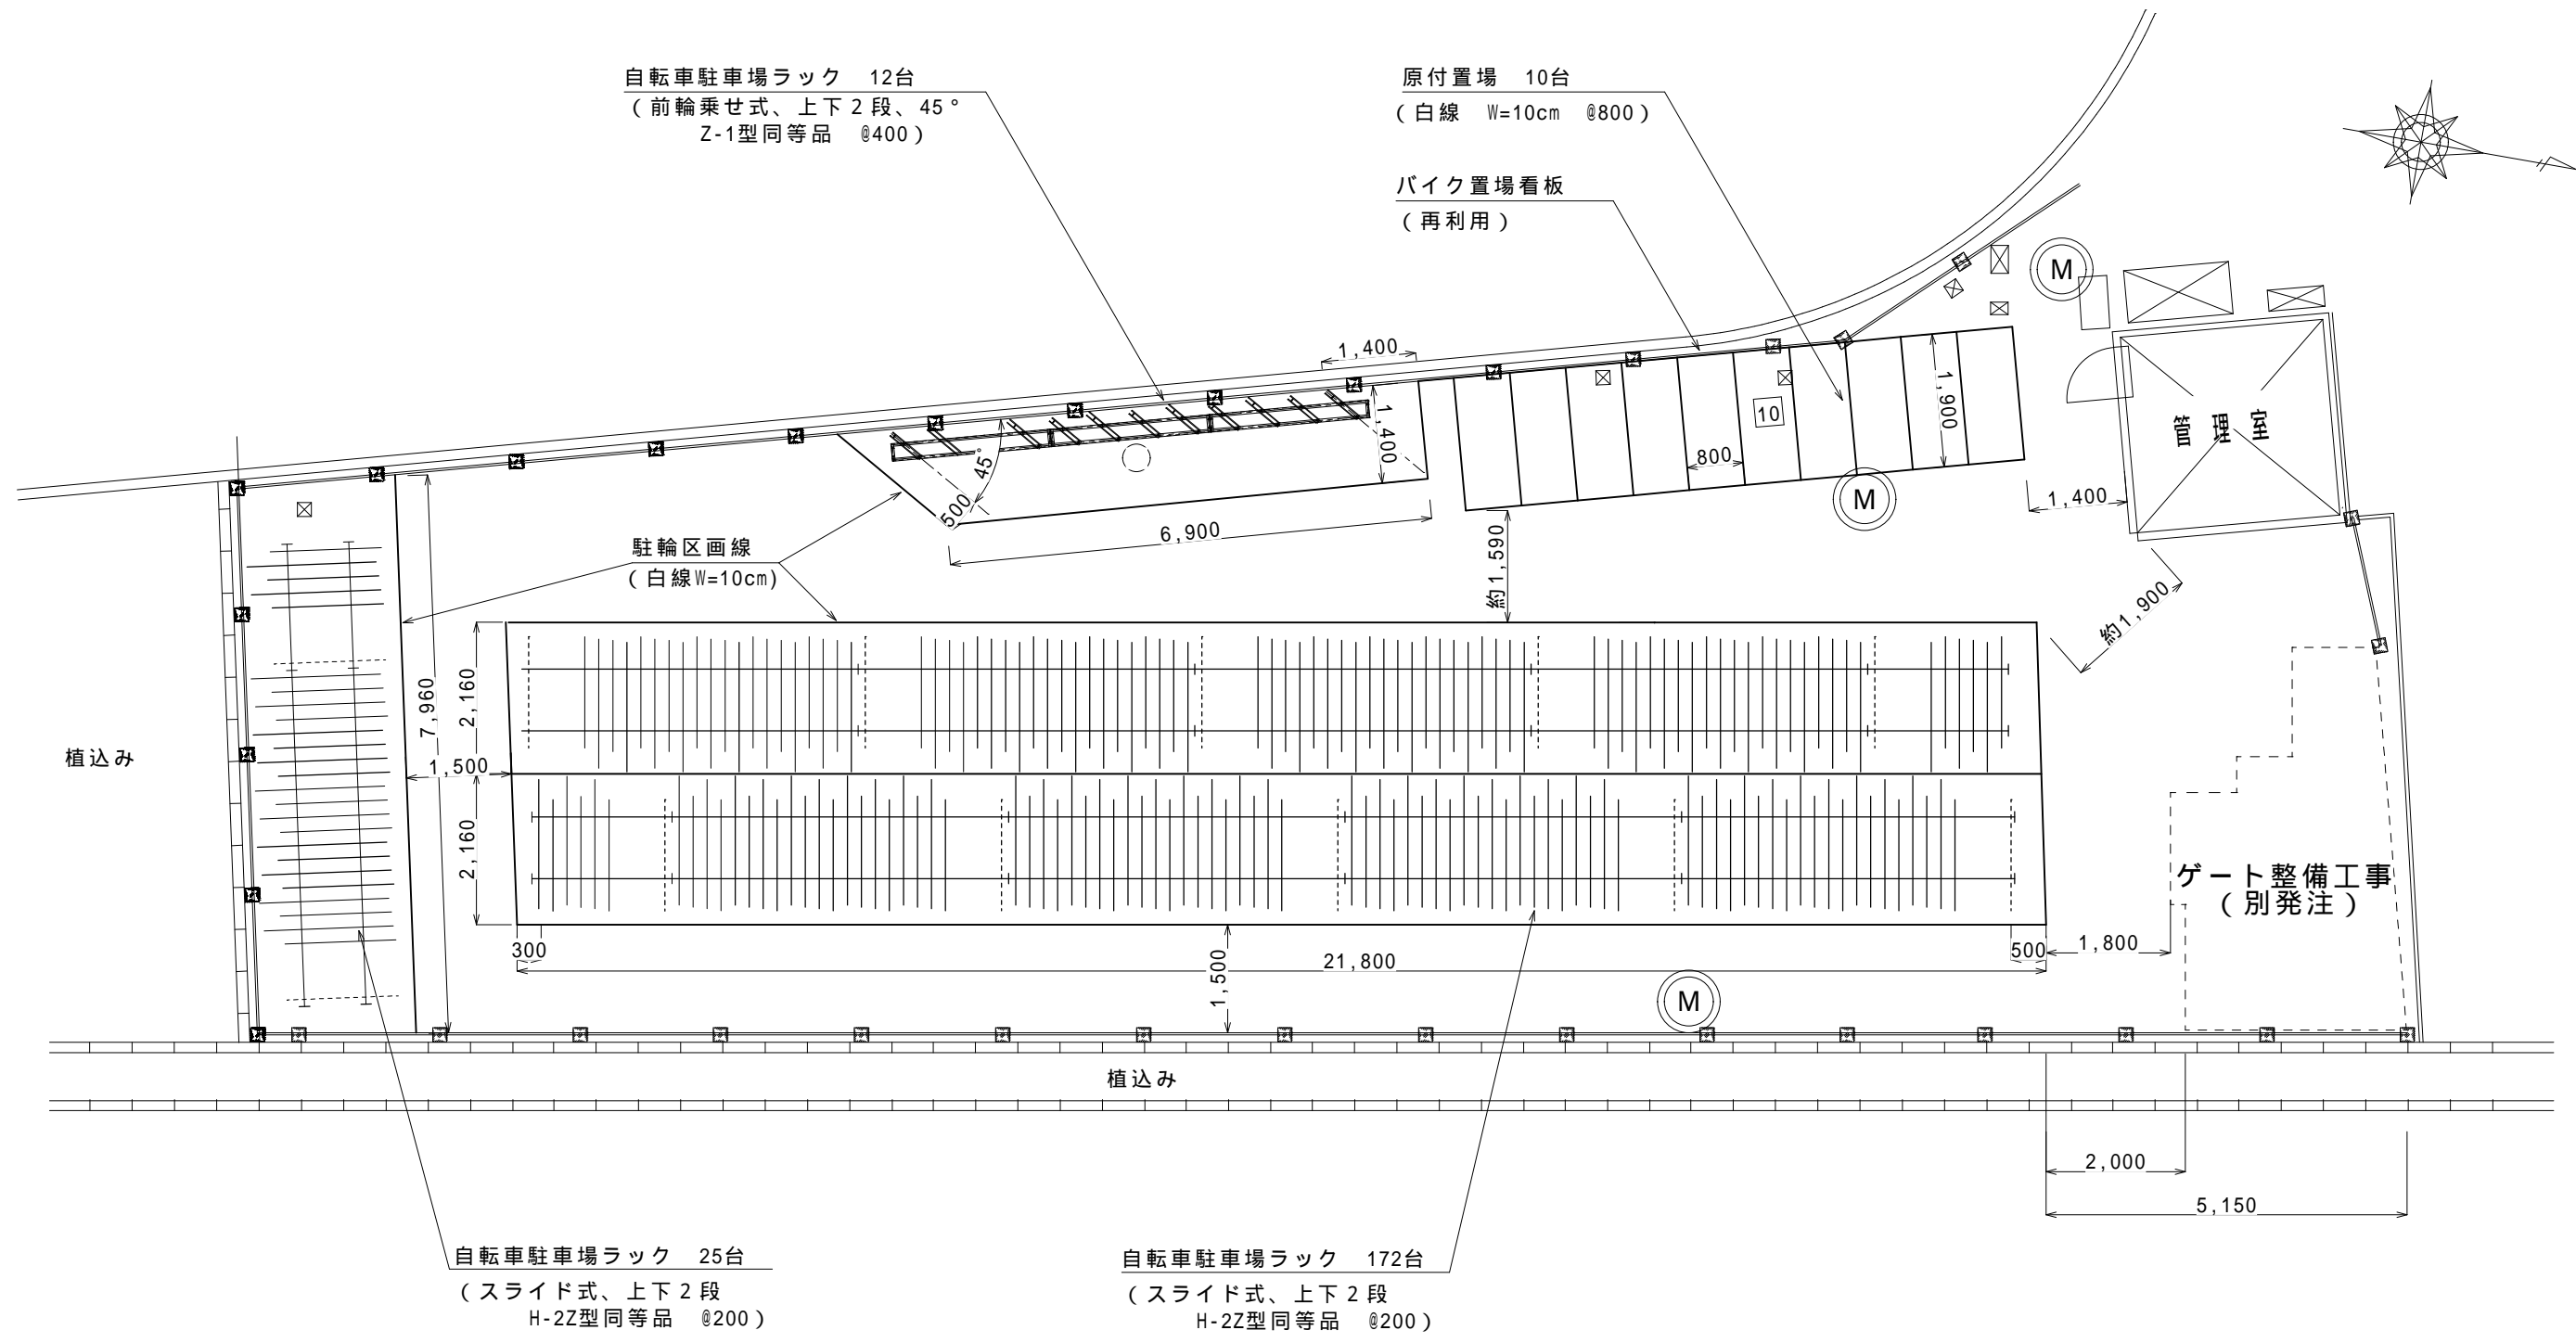 自転車駐車場ラック　12台
（前輪乗せ式、上下２段、45°
Z-1型同等品　@400）
原付置場　10台
（白線　W=10cm　@800）
バイク置場看板
（再利用）
M
1,400
1,400
1,900
10
800
管理室
45°
500
M
1,400
6,900
約1,590
駐輪区画線
（白線W=10cm)
約1,900
7,960
2,160
植込み
1,500
2,160
ゲート整備工事
（別発注）
300
21,800
1,500
500
1,800
M
植込み
2,000
5,150
自転車駐車場ラック　25台
（スライド式、上下２段
H-2Z型同等品　@200）
自転車駐車場ラック　172台
（スライド式、上下２段
H-2Z型同等品　@200）